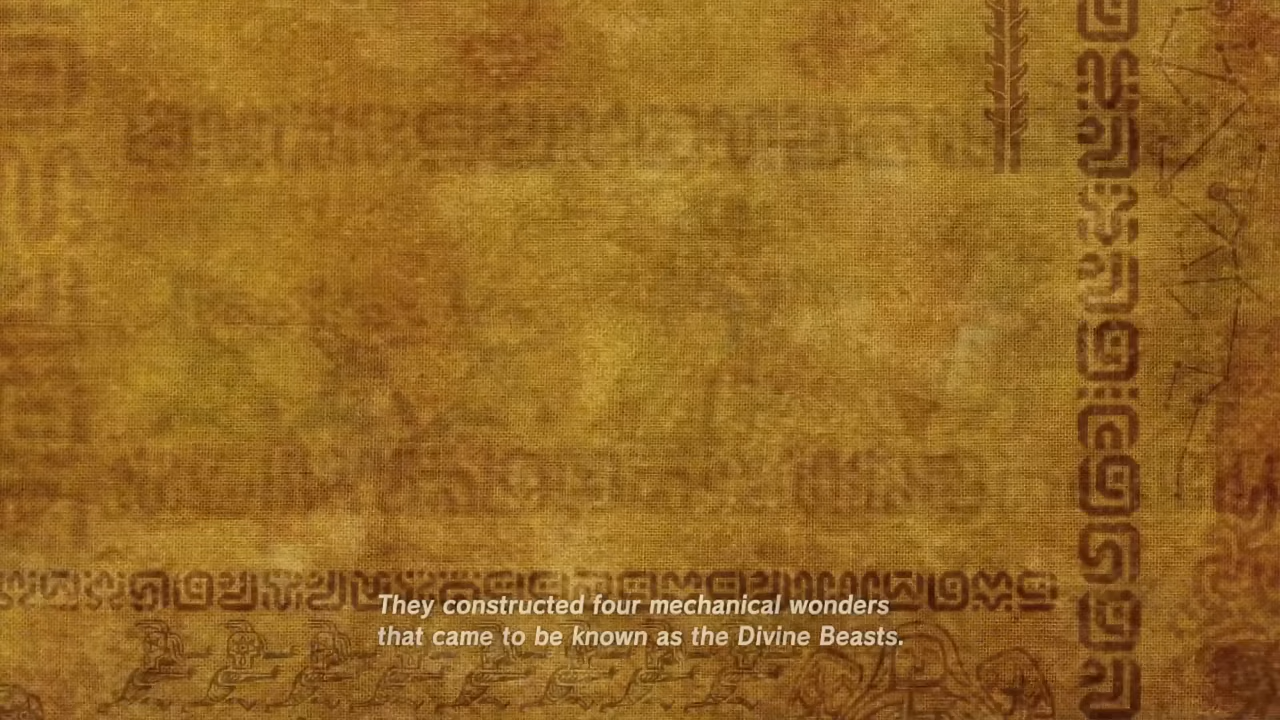 They constructed four mechanical wonders
that came to be known as the Divine Beasts.